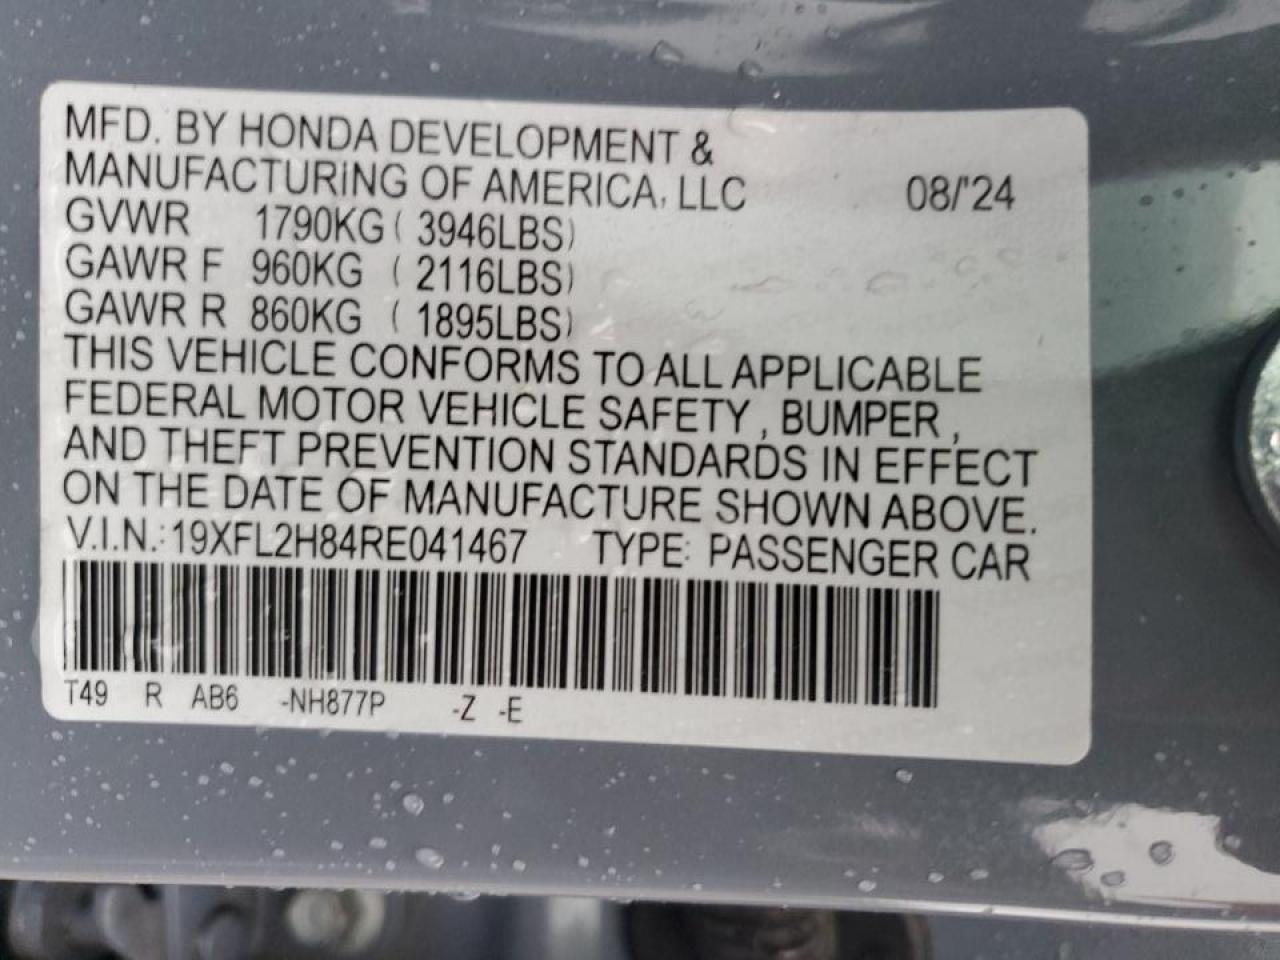 MFD. BY HONDA DEVELOPMENT &
MANUFACTURING OF AMERICA, LLC 08/'24
GVWR 1790KG ( 3946LBS)
GAWR F 960KG ( 2116LBS)
GAWR R 860KG ( 1895LBS)
THIS VEHICLE CONFORMS TO ALL APPLICABLE
FEDERAL MOTOR VEHICLE SAFETY , BUMPER ,
AND THEFT PREVENTION STANDARDS IN EFFECT
ON THE DATE OF MANUFACTURE SHOWN ABOVE.
V.I.N.: 19XFL2H84RE041467 TYPE: PASSENGER CAR
T49 R AB6 -NH877P -Z -E